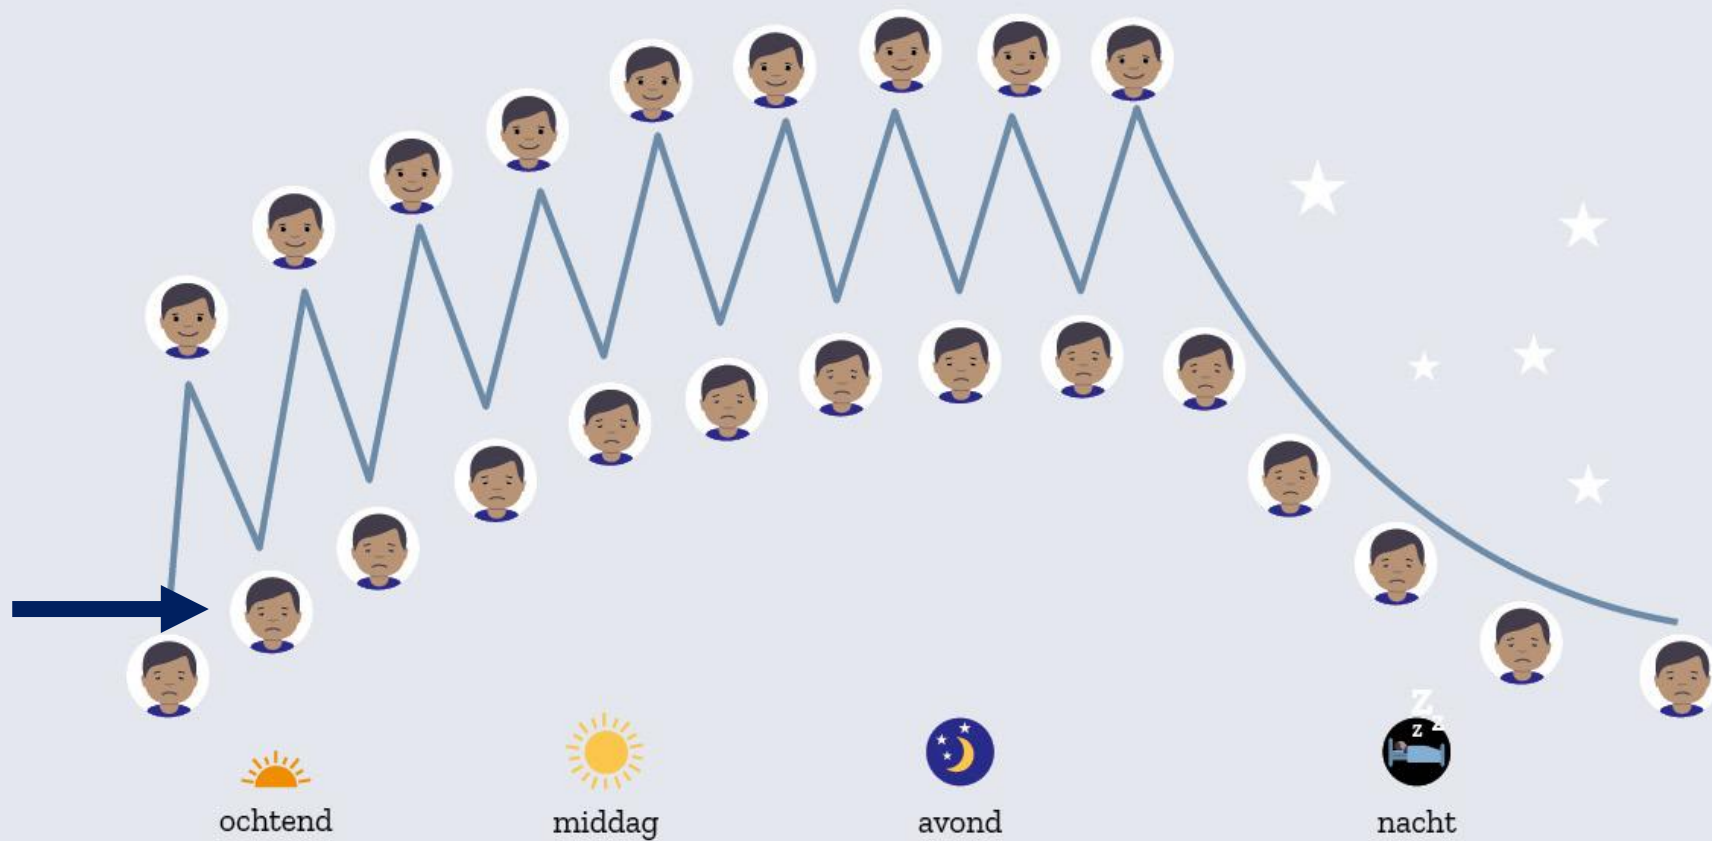 z
z
z
ochtend
middag
avond
nacht